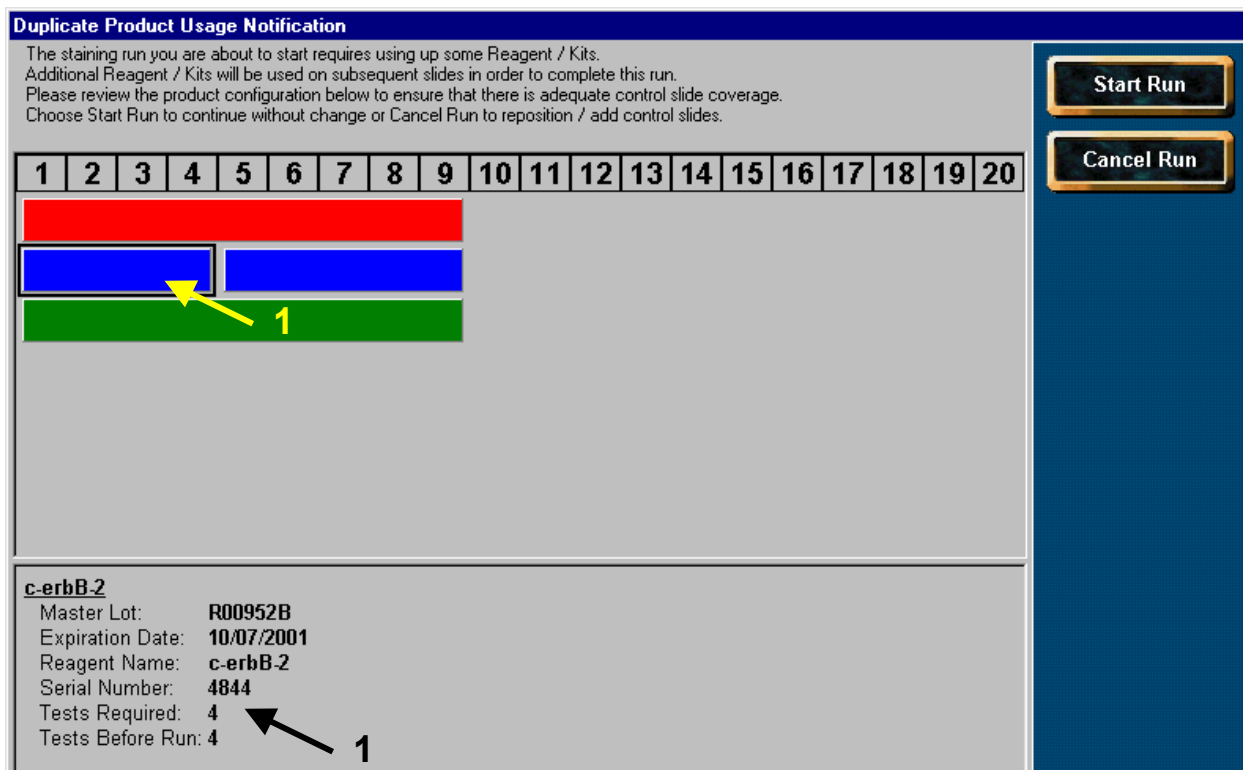 Duplicate Product Usage Notification
The staining run you are about to start requires using up some Reagent / Kits.
Additional Reagent / Kits will be used on subsequent slides in order to complete this run.
Please review the product configuration below to ensure that there is adequate control slide coverage.
Choose Start Run to continue without change or Cancel Run to reposition / add control slides.
Start Run
Cancel Run
1 2 3 4 5 6 7 8 9 10 11 12 13 14 15 16 17 18 19 20
1
c-erbB-2
Master Lot: R00952B
Expiration Date: 10/07/2001
Reagent Name: c-erbB-2
Serial Number: 4844
Tests Required: 4
Tests Before Run: 4
1